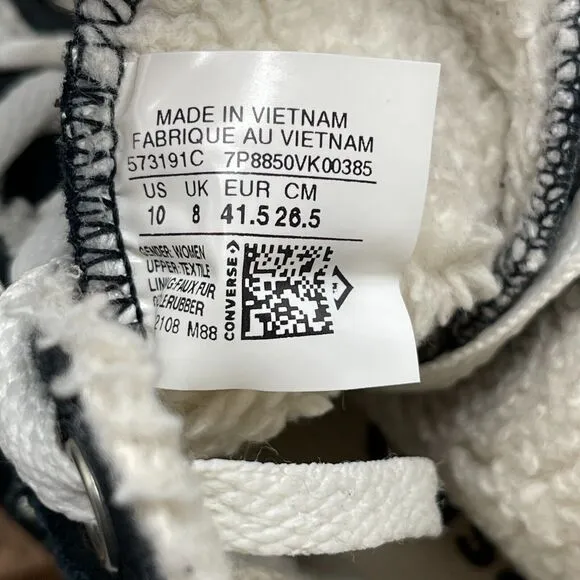 MADE IN VIETNAM
FABRIQUE AU VIETNAM
573191C 7P8850VK00385
US UK EUR CM
10 8 41.5 26.5
GENDER:WOMEN
UPPER:TEXTILE
LINING:FAUX FUR
RUBBER
2108 M88
CONVERSE